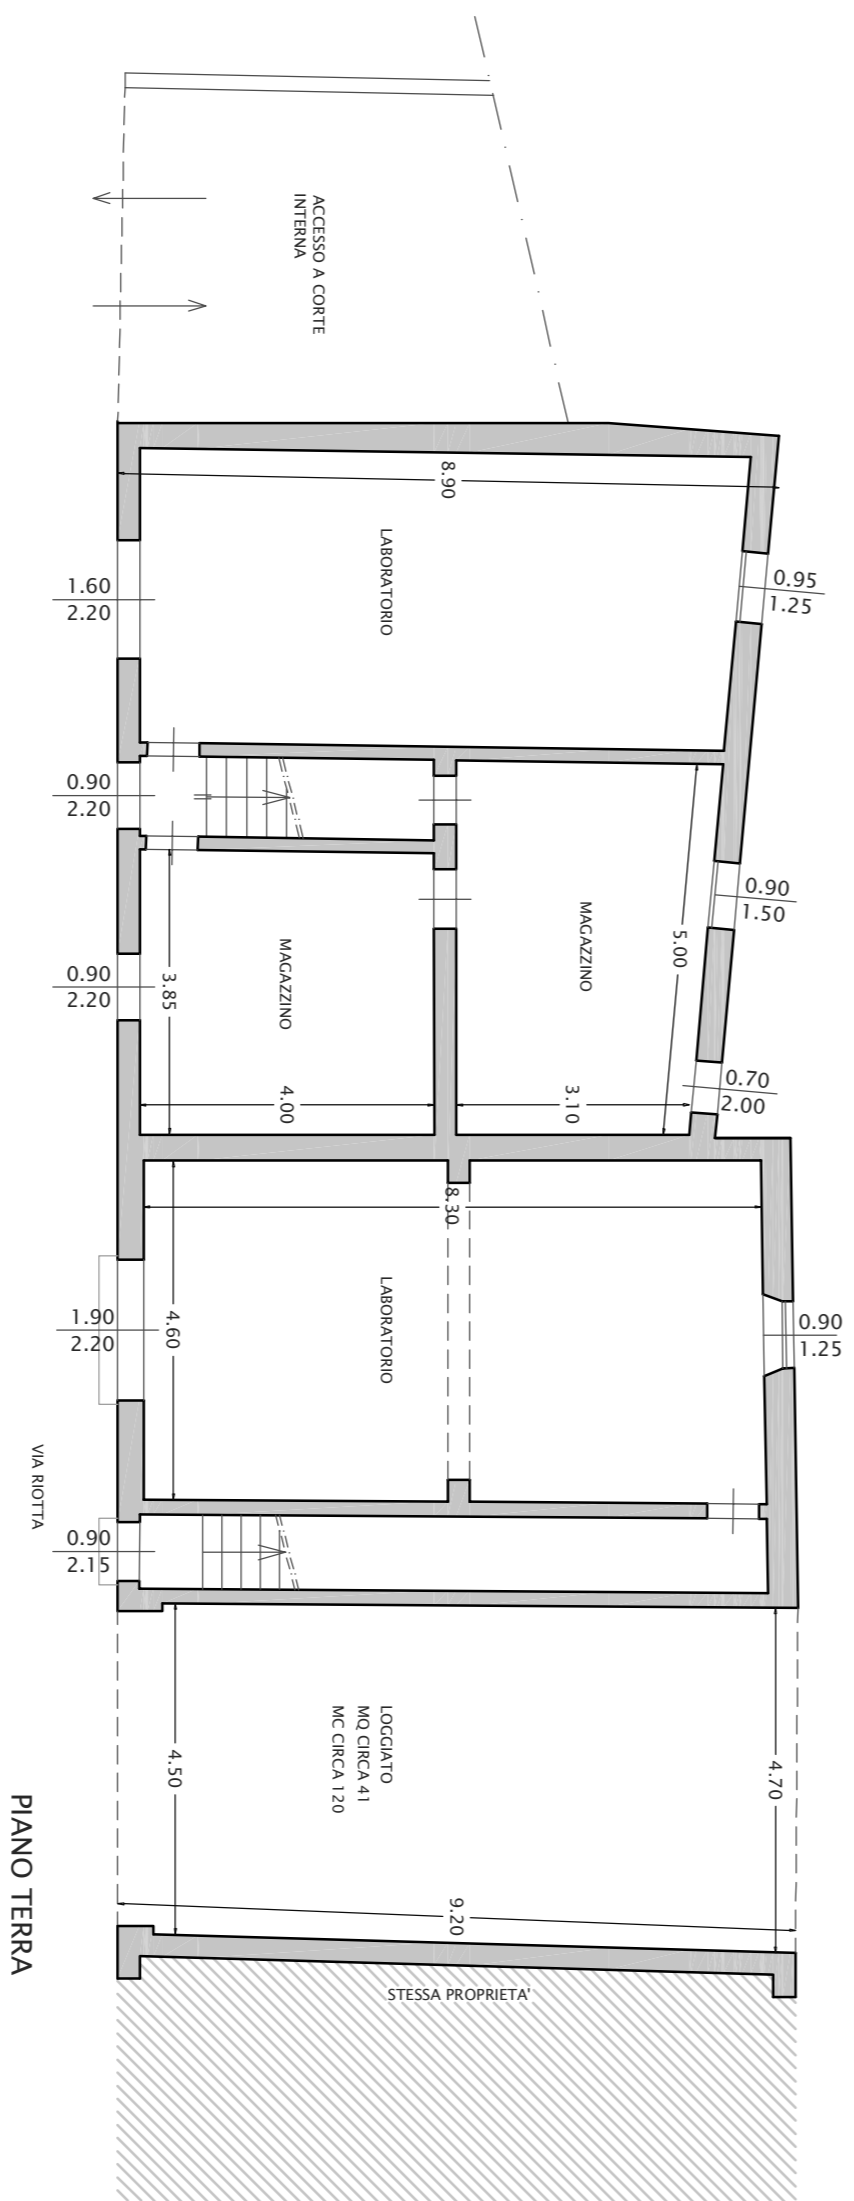 ACCESSO A CORTE
INTERNA
8.90
LABORATORIO
1.60
2.20
0.95
1.25
0.90
2.20
0.90
1.50
MAGAZZINO
5.00
MAGAZZINO
3.85
0.90
2.20
4.00
3.10
0.70
2.00
8.30
LABORATORIO
4.60
1.90
2.20
0.90
1.25
VIA RIOTTA
0.90
2.15
LOGGIATO
MQ CIRCA 41
MC CIRCA 120
4.50
4.70
9.20
STESSA PROPRIETA'
PIANO TERRA